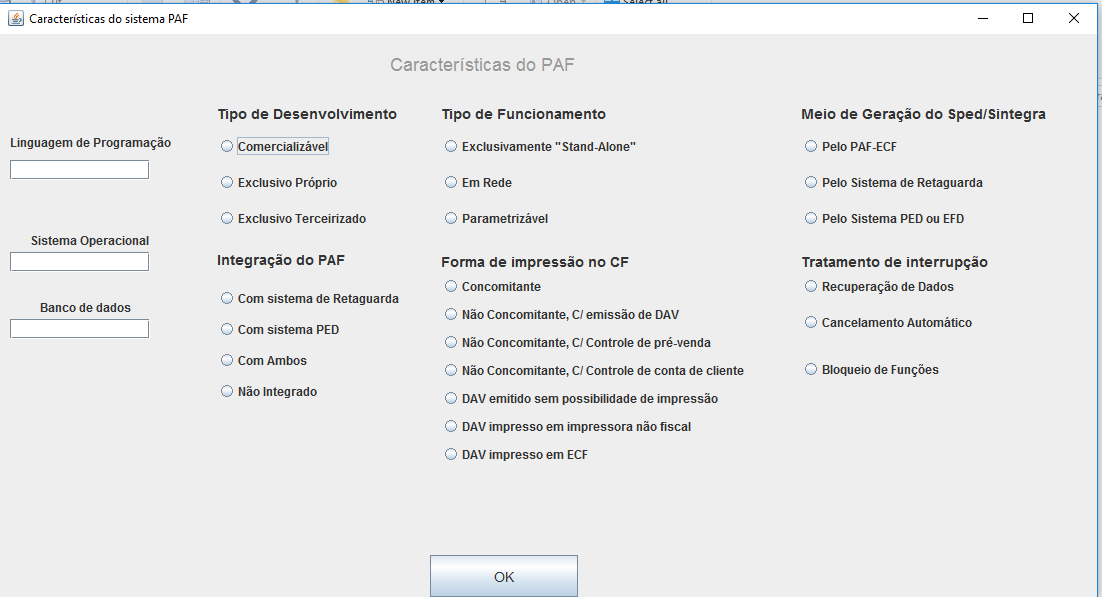 New item
Open
Select all
Características do sistema PAF
Características do PAF
Linguagem de Programação
Sistema Operacional
Banco de dados
Tipo de Desenvolvimento
Comercializável
Exclusivo Próprio
Exclusivo Terceirizado
Integração do PAF
Com sistema de Retaguarda
Com sistema PED
Com Ambos
Não Integrado
Tipo de Funcionamento
Exclusivamente "Stand-Alone"
Em Rede
Parametrizável
Forma de impressão no CF
Concomitante
Não Concomitante, C/ emissão de DAV
Não Concomitante, C/ Controle de pré-venda
Não Concomitante, C/ Controle de conta de cliente
DAV emitido sem possibilidade de impressão
DAV impresso em impressora não fiscal
DAV impresso em ECF
Meio de Geração do Sped/Sintegra
Pelo PAF-ECF
Pelo Sistema de Retaguarda
Pelo Sistema PED ou EFD
Tratamento de interrupção
Recuperação de Dados
Cancelamento Automático
Bloqueio de Funções
OK